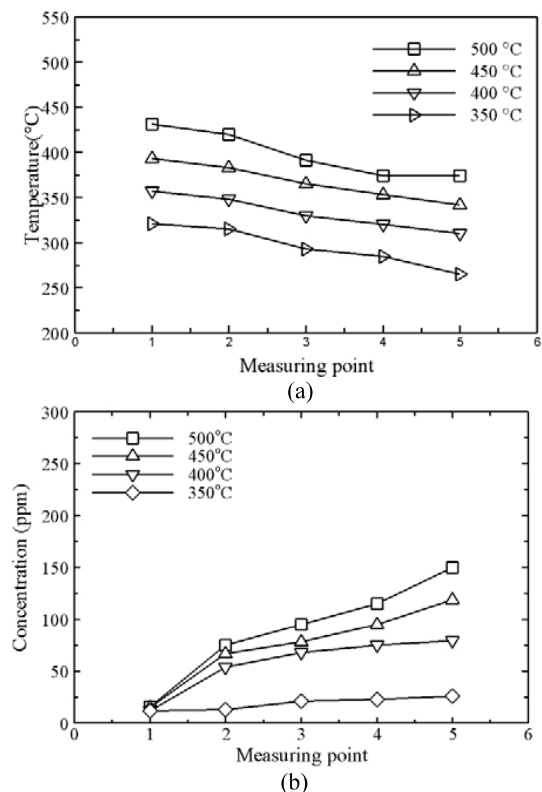 550
500
450
400
350
300
250
200
Temperature(°C)
500 °C
450 °C
400 °C
350 °C
0 1 2 3 4 5 6
Measuring point
(a)
300
250
200
150
100
50
0
Concentration (ppm)
500°C
450°C
400°C
350°C
0 1 2 3 4 5 6
Measuring point
(b)